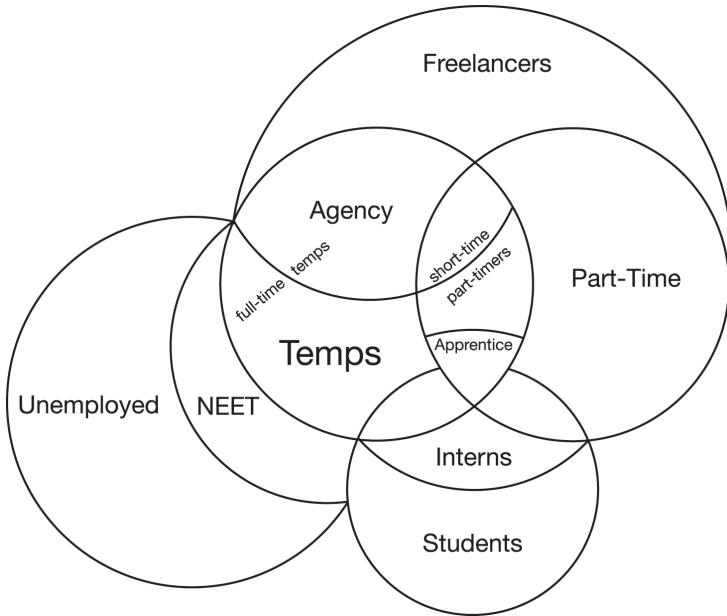 Freelancers
Agency
full-time temps
short-time
part-timers
Part-Time
Temps
Apprentice
Unemployed
NEET
Interns
Students